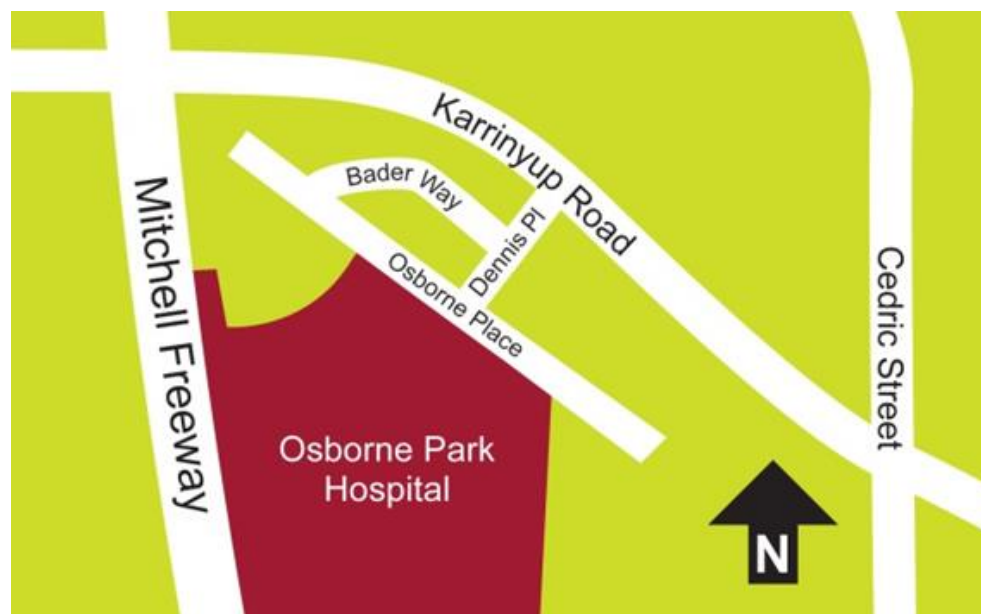 Karrinyup Road
Bader Way
Dennis Pl
Osborne Place
Mitchell Freeway
Cedric Street
Osborne Park
Hospital
N